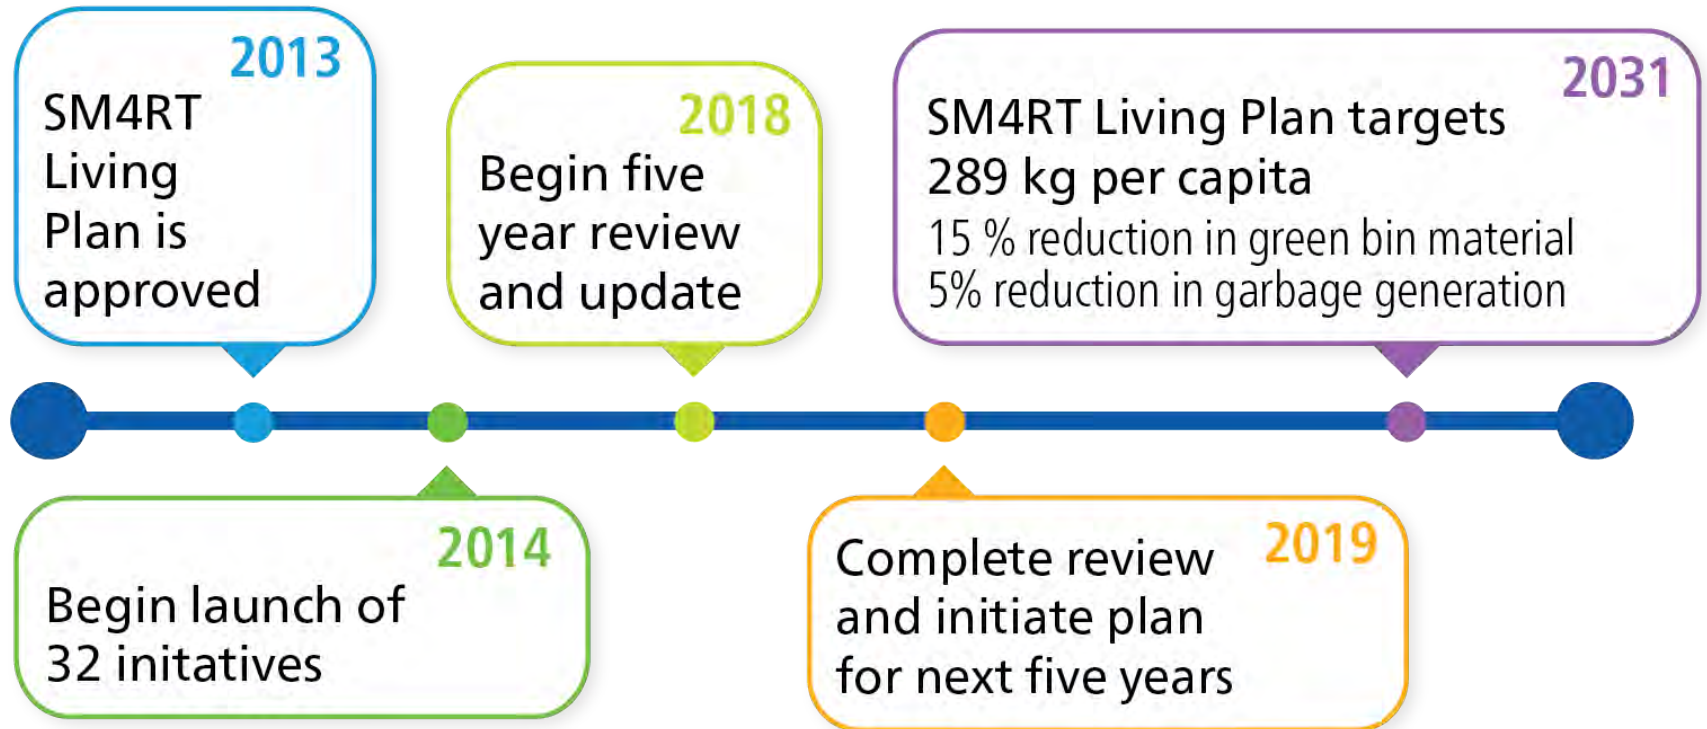 2013
SM4RT
Living
Plan is
approved
2014
Begin launch of
32 initatives
2018
Begin five
year review
and update
2019
Complete review
and initiate plan
for next five years
2031
SM4RT Living Plan targets
289 kg per capita
15 % reduction in green bin material
5% reduction in garbage generation